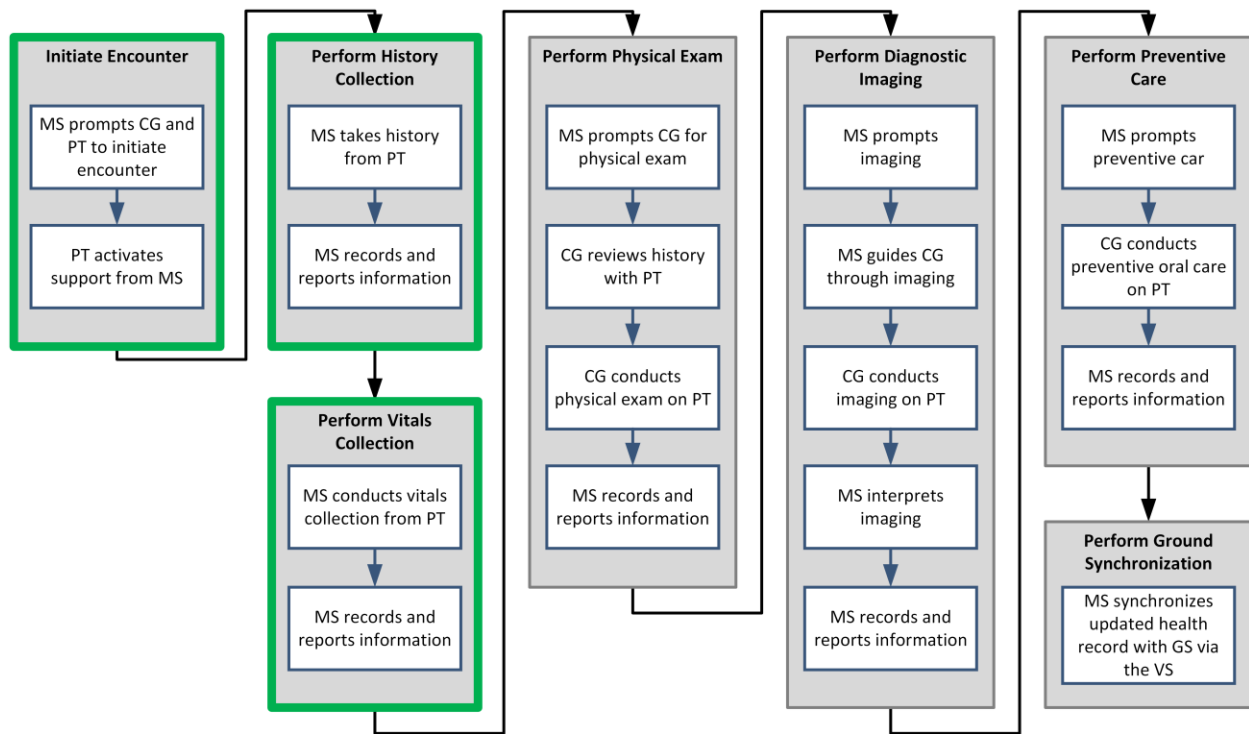 Initiate Encounter
MS prompts CG and
PT to initiate
encounter
PT activates
support from MS
Perform History
Collection
MS takes history
from PT
MS records and
reports information
Perform Vitals
Collection
MS conducts vitals
collection from PT
MS records and
reports information
Perform Physical Exam
MS prompts CG for
physical exam
CG reviews history
with PT
CG conducts
physical exam on PT
MS records and
reports information
Perform Diagnostic
Imaging
MS prompts
imaging
MS guides CG
through imaging
CG conducts
imaging on PT
MS interprets
imaging
MS records and
reports information
Perform Preventive
Care
MS prompts
preventive car
CG conducts
preventive oral care
on PT
MS records and
reports information
Perform Ground
Synchronization
MS synchronizes
updated health
record with GS via
the VS